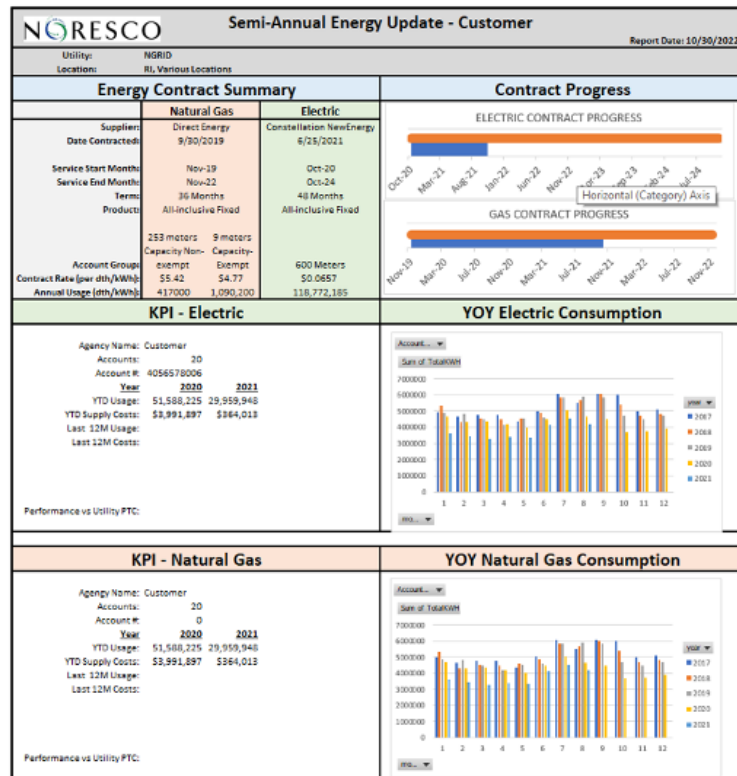 NORESCO
Semi-Annual Energy Update - Customer
Report Date: 10/30/2022
Utility: NGRID
Location: RI, Various Locations
Energy Contract Summary
Natural Gas Electric
Supplier: Direct Energy Constellation NewEnergy
Date Contracted: 9/30/2019 6/25/2021
Service Start Month: Nov-19 Oct-20
Service End Month: Nov-22 Oct-24
Term: 36 Months 48 Months
Product: All-inclusive Fixed All-inclusive Fixed
253 meters 9 meters
Capacity Non- Capacity-
Account Group: exempt Exempt 600 Meters
Contract Rate (per dth/kWh): $5.42 $4.77 $0.0657
Annual Usage (dth/kWh): 417000 1,090,200 118,772,185
Contract Progress
ELECTRIC CONTRACT PROGRESS
Oct-20 Mar-21 Aug-21 Jan-22 Jun-22 Nov-22 Jul-24
Horizontal (Category) Axis
GAS CONTRACT PROGRESS
Nov-19 Mar-20 Jul-20 Nov-20 Mar-21 Jul-21 Nov-21 Mar-22 Jul-22 Nov-22
KPI - Electric
Agency Name: Customer
Accounts: 20
Account #: 4056578006
Year 2020 2021
YTD Usage: 51,588,225 29,959,948
YTD Supply Costs: $3,991,897 $364,013
Last 12M Usage:
Last 12M Costs:
Performance vs Utility PTC:
YOY Electric Consumption
Account...
Sum of TotalKWH
7000000
6000000
5000000
4000000
3000000
2000000
1000000
0
1 2 3 4 5 6 7 8 9 10 11 12
year
2017
2018
2019
2020
2021
mo...
KPI - Natural Gas
Agency Name: Customer
Accounts: 20
Account #: 0
Year 2020 2021
YTD Usage: 51,588,225 29,959,948
YTD Supply Costs: $3,991,897 $364,013
Last 12M Usage:
Last 12M Costs:
Performance vs Utility PTC:
YOY Natural Gas Consumption
Account...
Sum of TotalKWH
7000000
6000000
5000000
4000000
3000000
2000000
1000000
0
1 2 3 4 5 6 7 8 9 10 11 12
year
2017
2018
2019
2020
2021
mo...